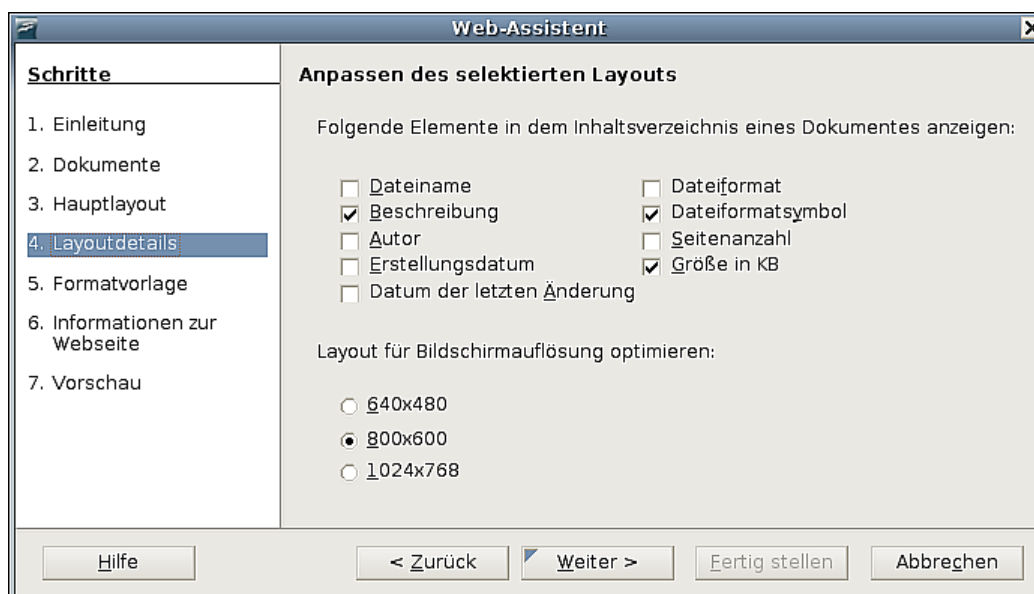 Web-Assistent
Schritte
1. Einleitung
2. Dokumente
3. Hauptlayout
4. Layoutdetails
5. Formatvorlage
6. Informationen zur
Webseite
7. Vorschau
Anpassen des selektierten Layouts
Folgende Elemente in dem Inhaltsverzeichnis eines Dokumentes anzeigen:
Dateiname
Dateiformat
Beschreibung
Dateiformatsymbol
Autor
Seitenanzahl
Erstellungsdatum
Größe in KB
Datum der letzten Änderung
Layout für Bildschirmauflösung optimieren:
640x480
800x600
1024x768
Hilfe
< Zurück
Weiter >
Fertig stellen
Abbrechen